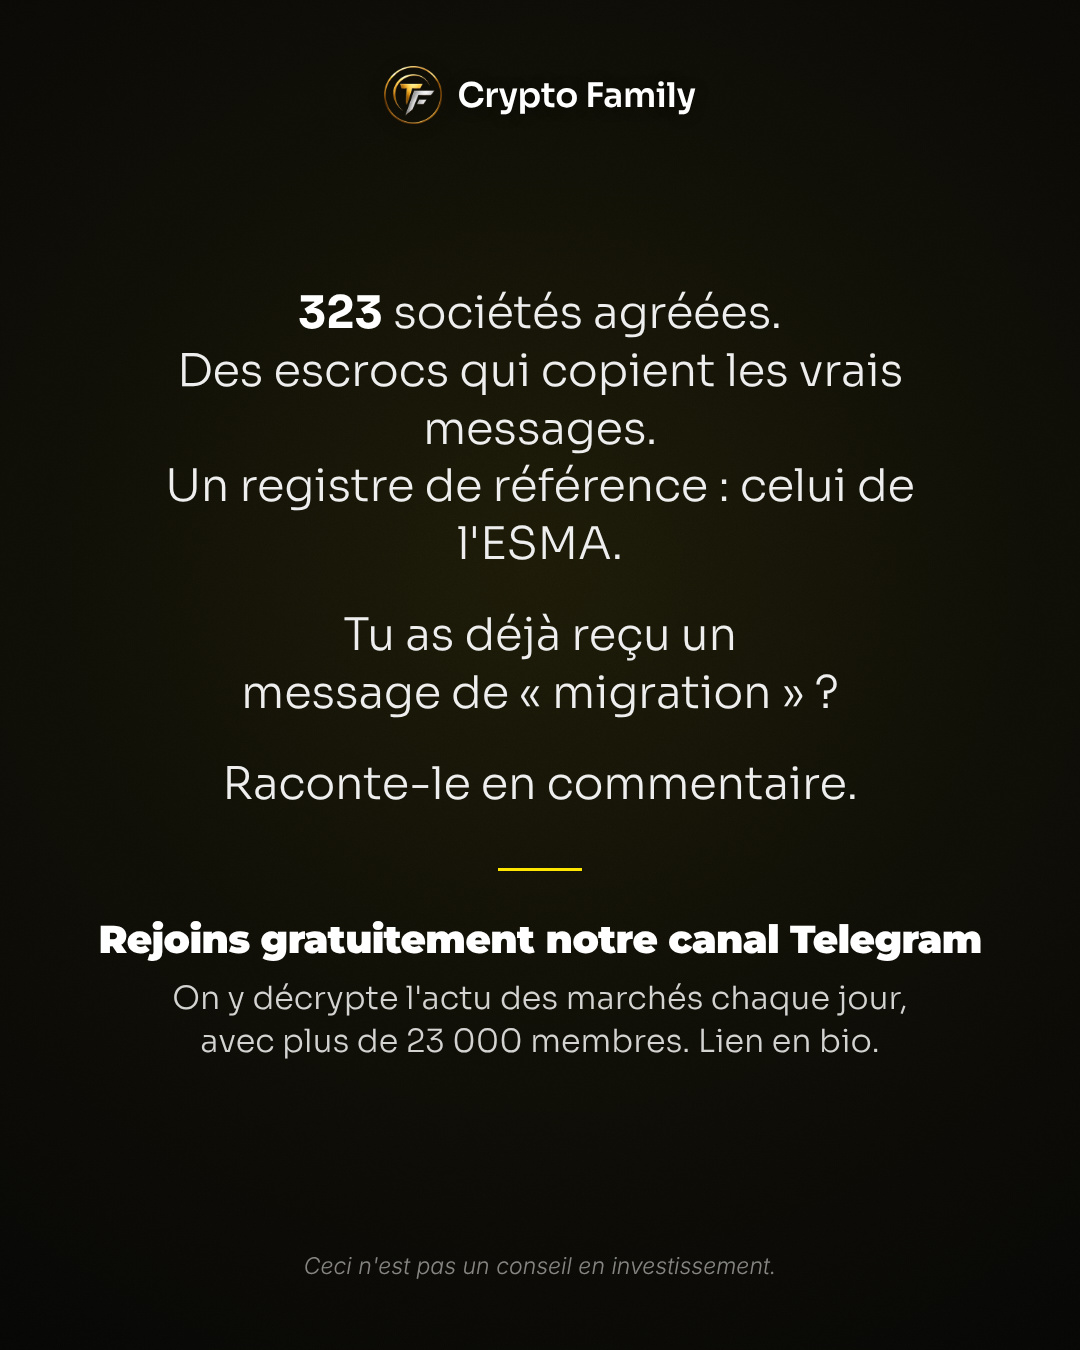 TF Crypto Family
323 sociétés agréées.
Des escrocs qui copient les vrais
messages.
Un registre de référence : celui de
l'ESMA.
Tu as déjà reçu un
message de « migration » ?
Raconte-le en commentaire.
Rejoins gratuitement notre canal Telegram
On y décrypte l'actu des marchés chaque jour,
avec plus de 23 000 membres. Lien en bio.
Ceci n'est pas un conseil en investissement.